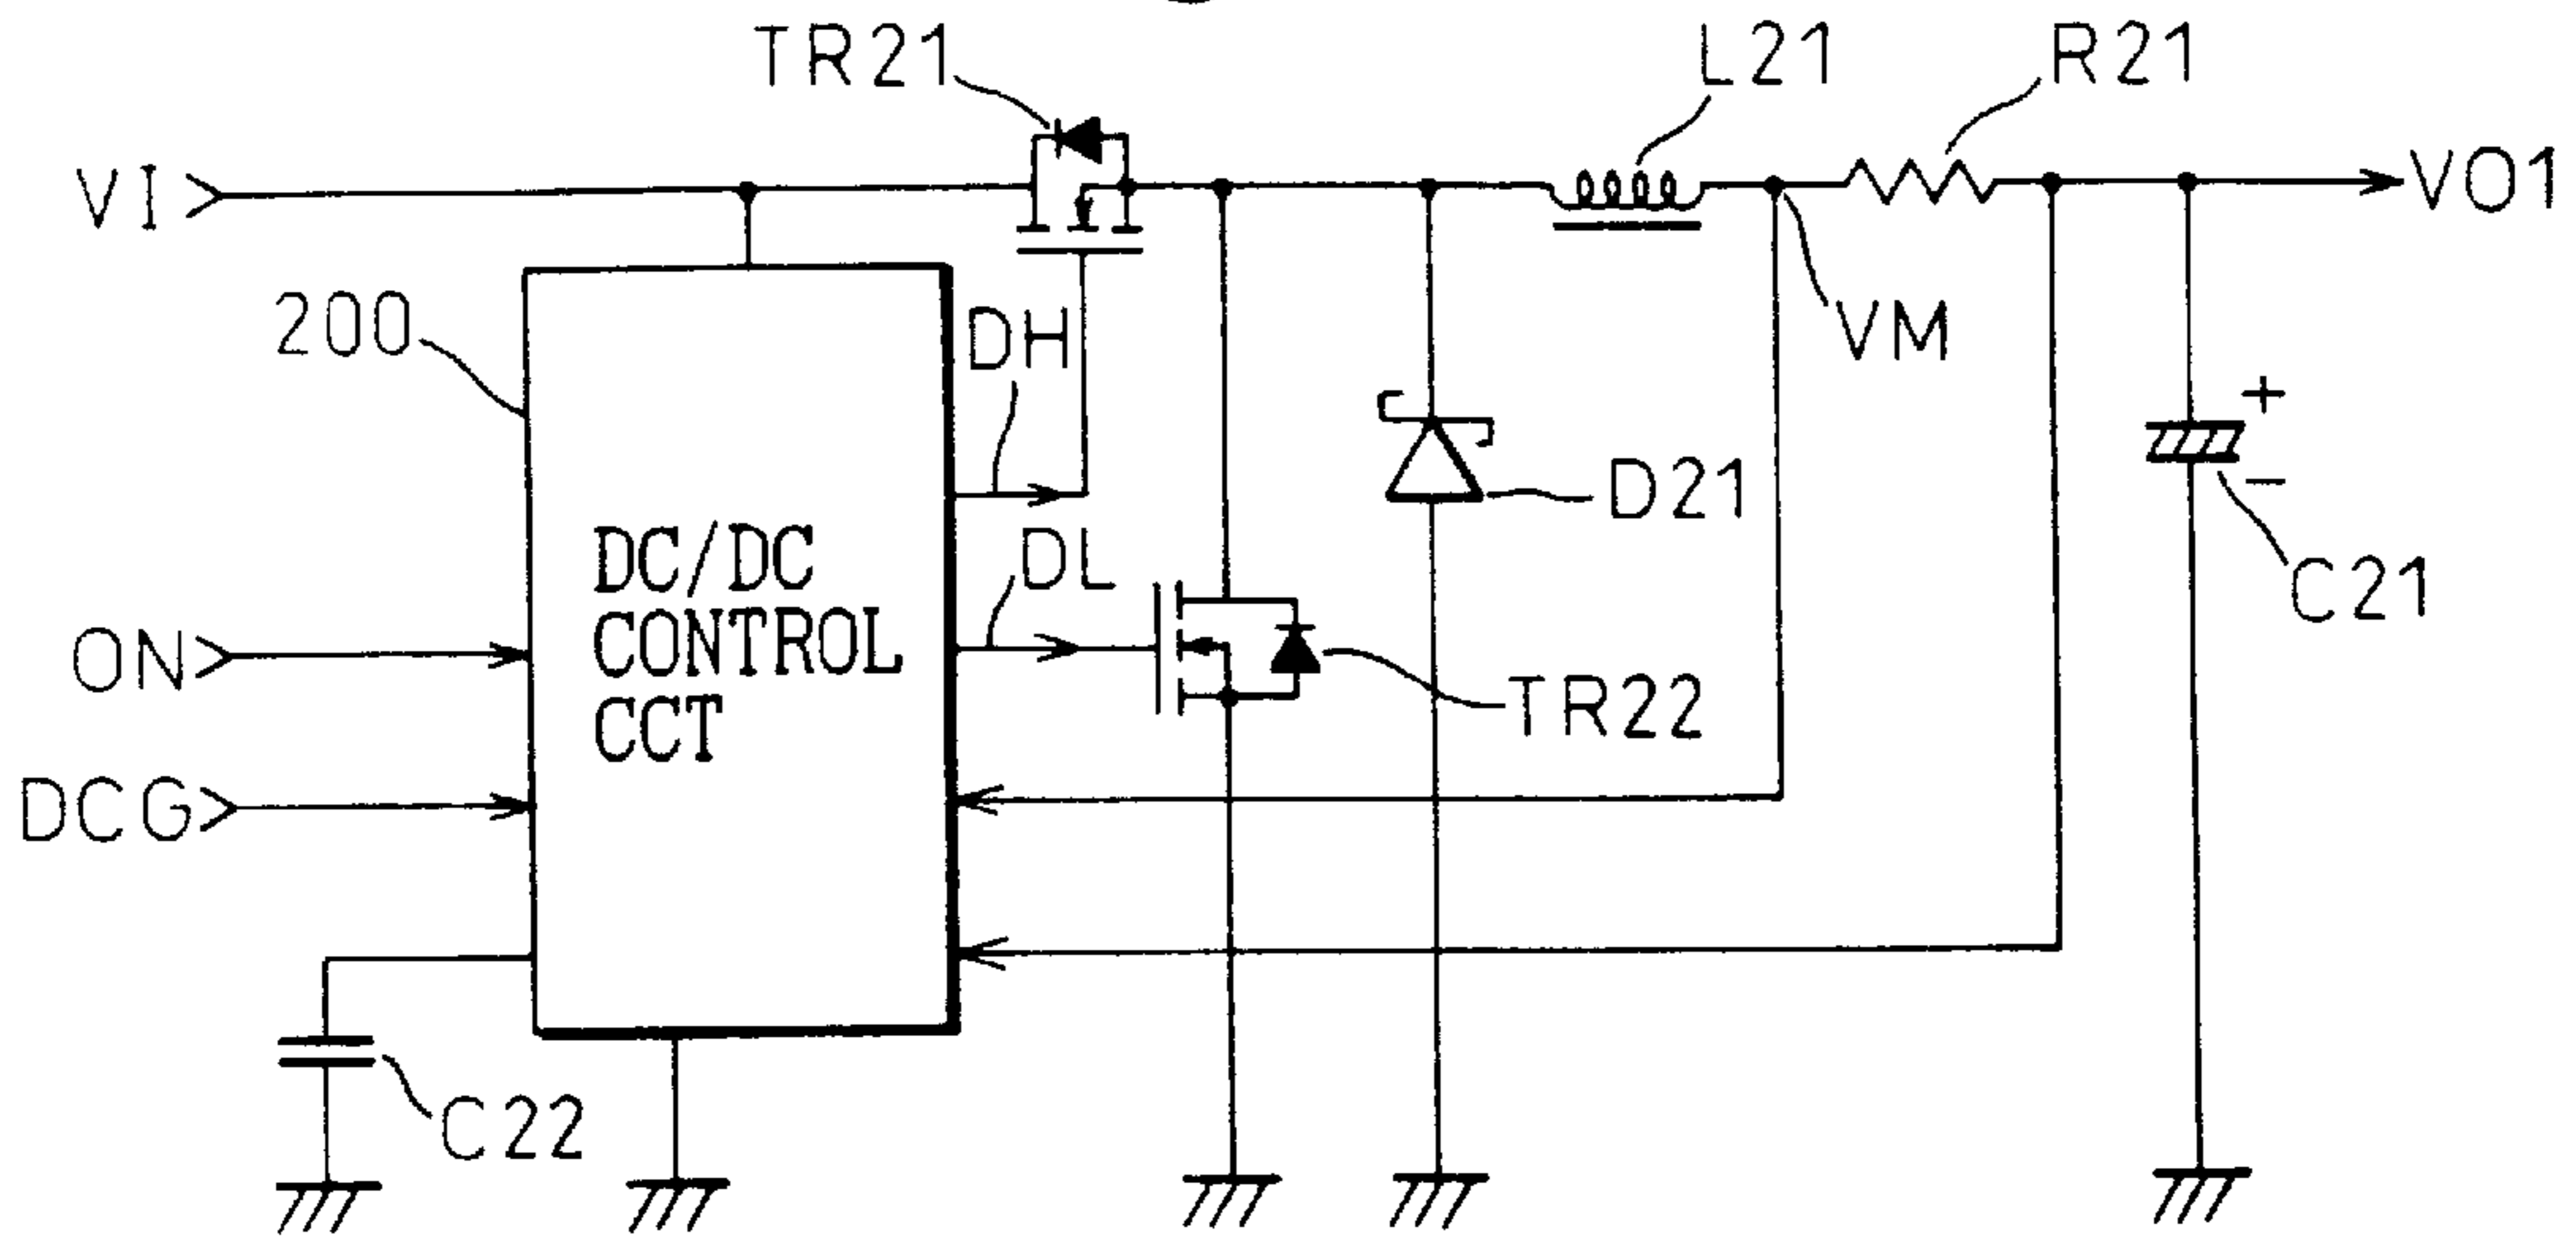 TR21
L21
R21
VI
VO1
200
DH
VM
+
−
D21
DC/DC
CONTROL
CCT
DL
C21
ON
TR22
DCG
C22